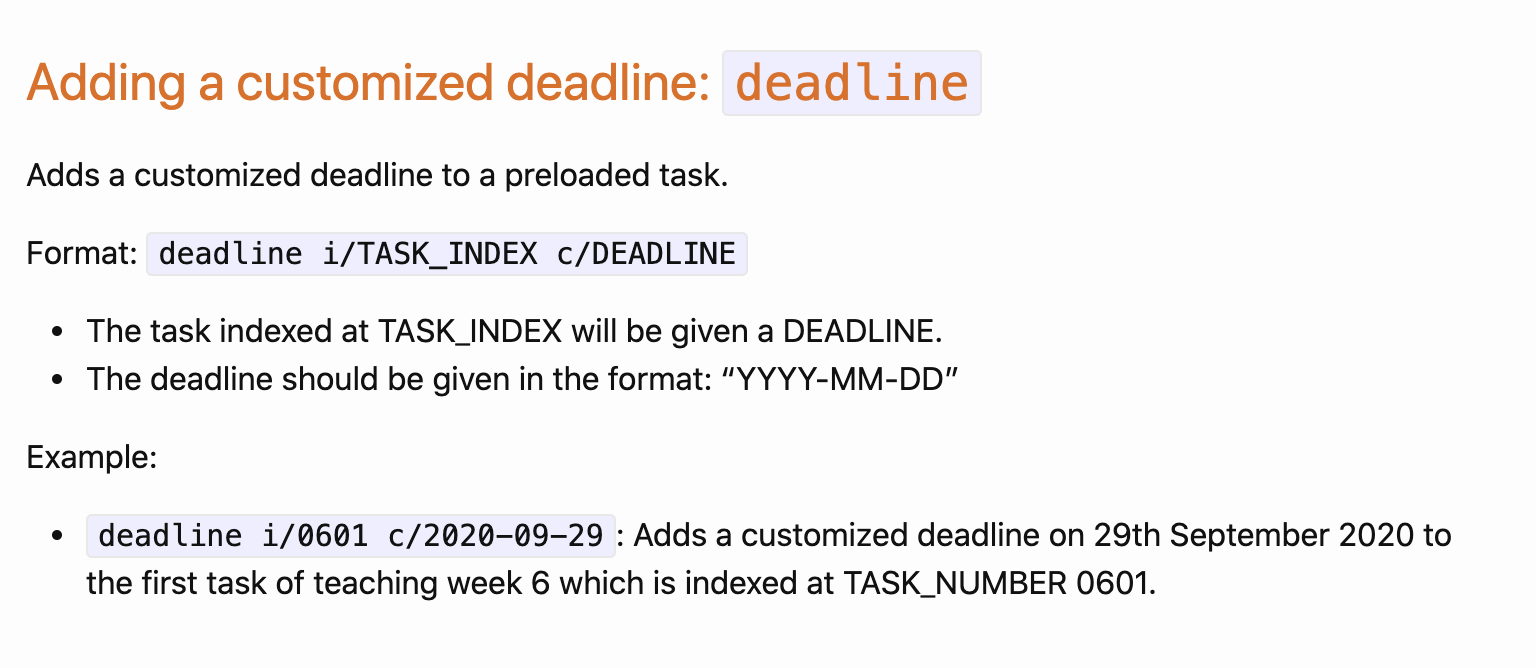 Adding a customized deadline: deadline
Adds a customized deadline to a preloaded task.
Format: deadline i/TASK_INDEX c/DEADLINE
• The task indexed at TASK_INDEX will be given a DEADLINE.
• The deadline should be given in the format: “YYYY-MM-DD”
Example:
• deadline i/0601 c/2020-09-29 : Adds a customized deadline on 29th September 2020 to
the first task of teaching week 6 which is indexed at TASK_NUMBER 0601.